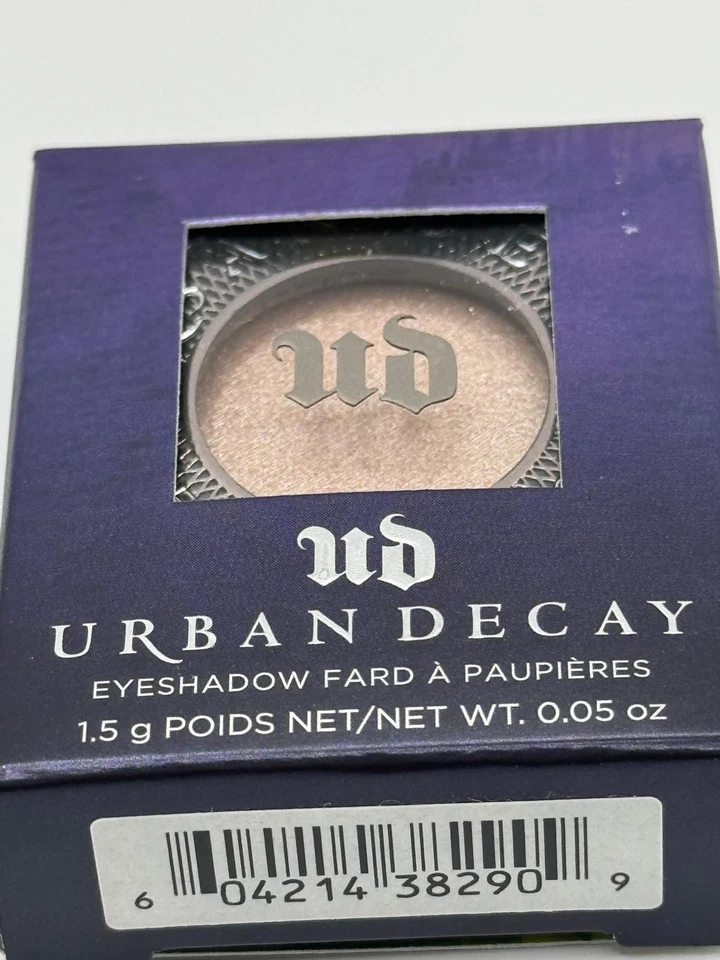 ud
ud
URBAN DECAY
EYESHADOW FARD À PAUPIÈRES
1.5 g POIDS NET/NET WT. 0.05 oz
6 04214 38290 9